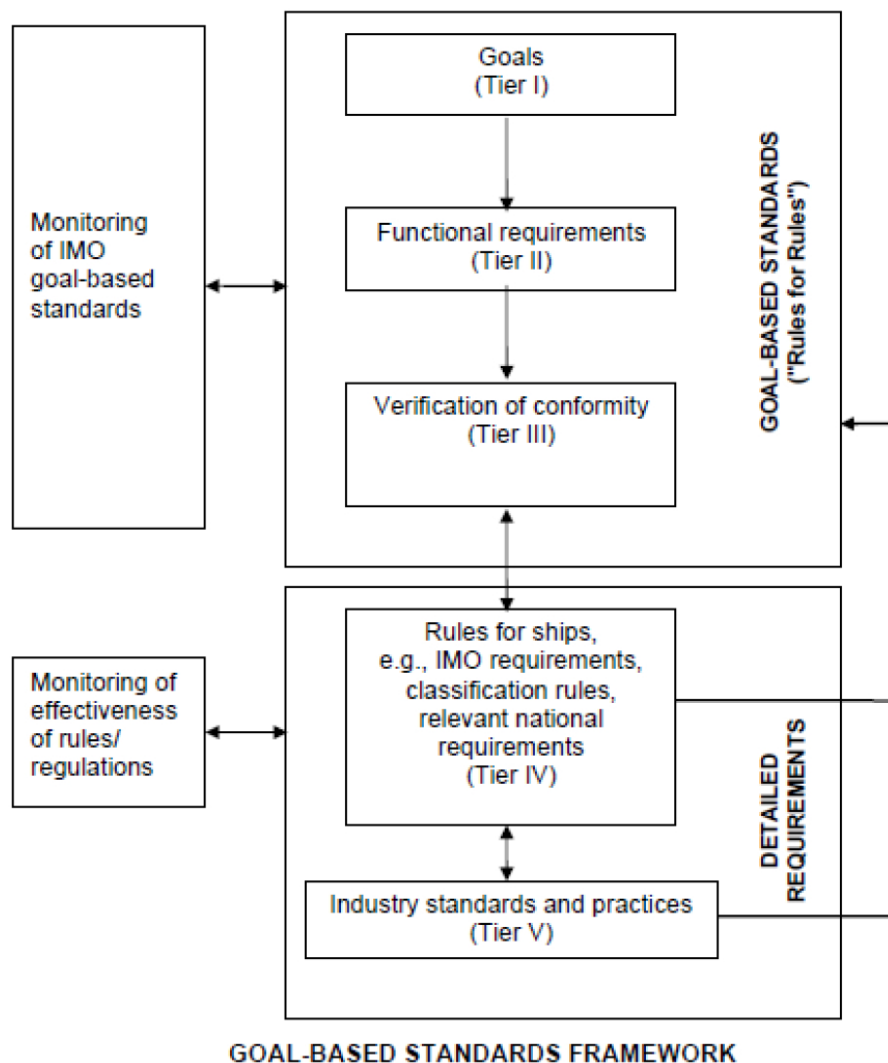 Goals
(Tier I)
Monitoring
of IMO
goal-based
standards
Functional requirements
(Tier II)
Verification of conformity
(Tier III)
GOAL-BASED STANDARDS
("Rules for Rules")
Monitoring of
effectiveness
of rules/
regulations
Rules for ships,
e.g., IMO requirements,
classification rules,
relevant national
requirements
(Tier IV)
Industry standards and practices
(Tier V)
DETAILED
REQUIREMENTS
GOAL-BASED STANDARDS FRAMEWORK